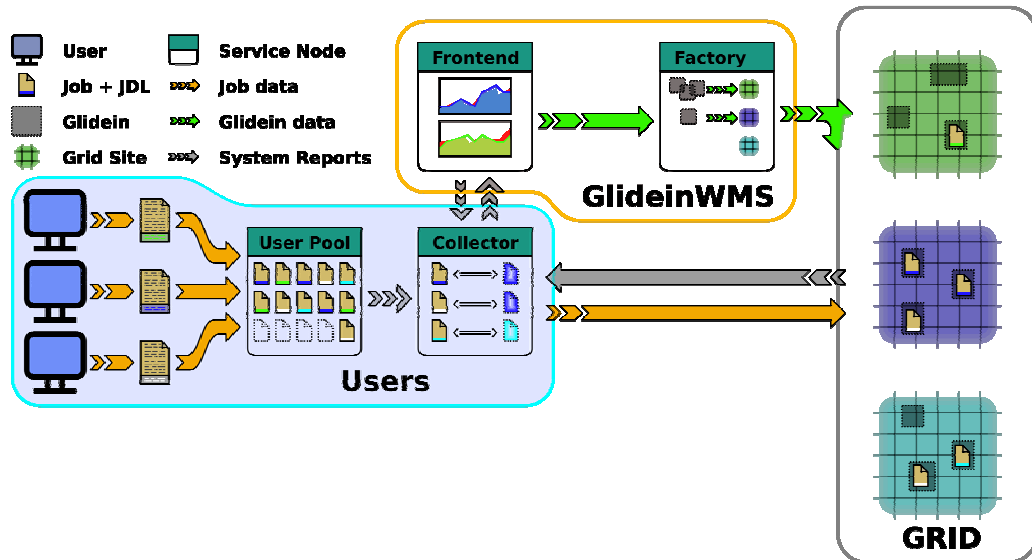 User
Service Node
Job + JDL
Job data
Glidein
Glidein data
Grid Site
System Reports
Frontend
Factory
GlideinWMS
User Pool
Collector
Users
GRID